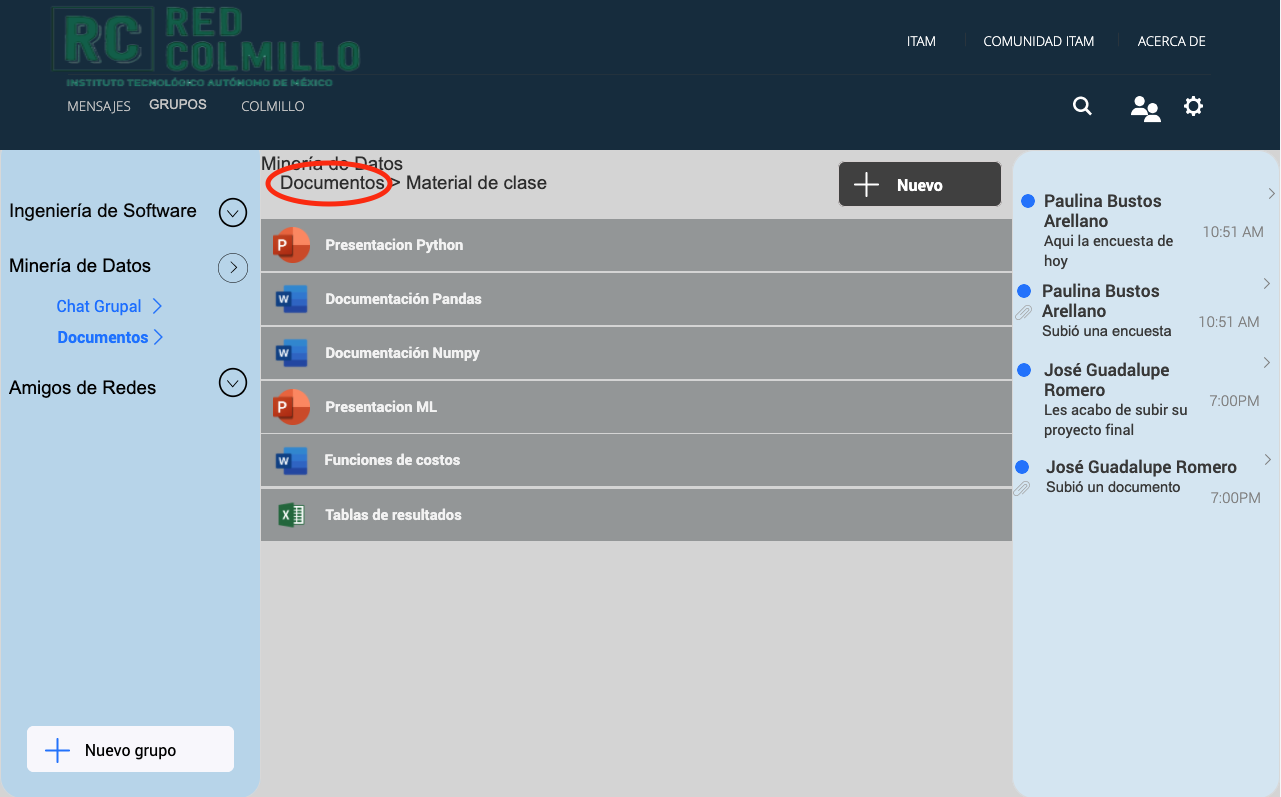 RC RED
COLMILLO
INSTITUTO TECNOLÓGICO AUTÓNOMO DE MÉXICO
ITAM
COMUNIDAD ITAM
ACERCA DE
MENSAJES
GRUPOS
COLMILLO
Ingeniería de Software
Minería de Datos
Chat Grupal
Documentos
Amigos de Redes
Nuevo grupo
Minería de Datos
Documentos > Material de clase
Nuevo
P Presentacion Python
W Documentación Pandas
W Documentación Numpy
P Presentacion ML
W Funciones de costos
X Tablas de resultados
Paulina Bustos
Arellano
10:51 AM
Aqui la encuesta de
hoy
Paulina Bustos
Arellano
10:51 AM
Subió una encuesta
José Guadalupe
Romero
7:00PM
Les acabo de subir su
proyecto final
José Guadalupe Romero
Subió un documento
7:00PM